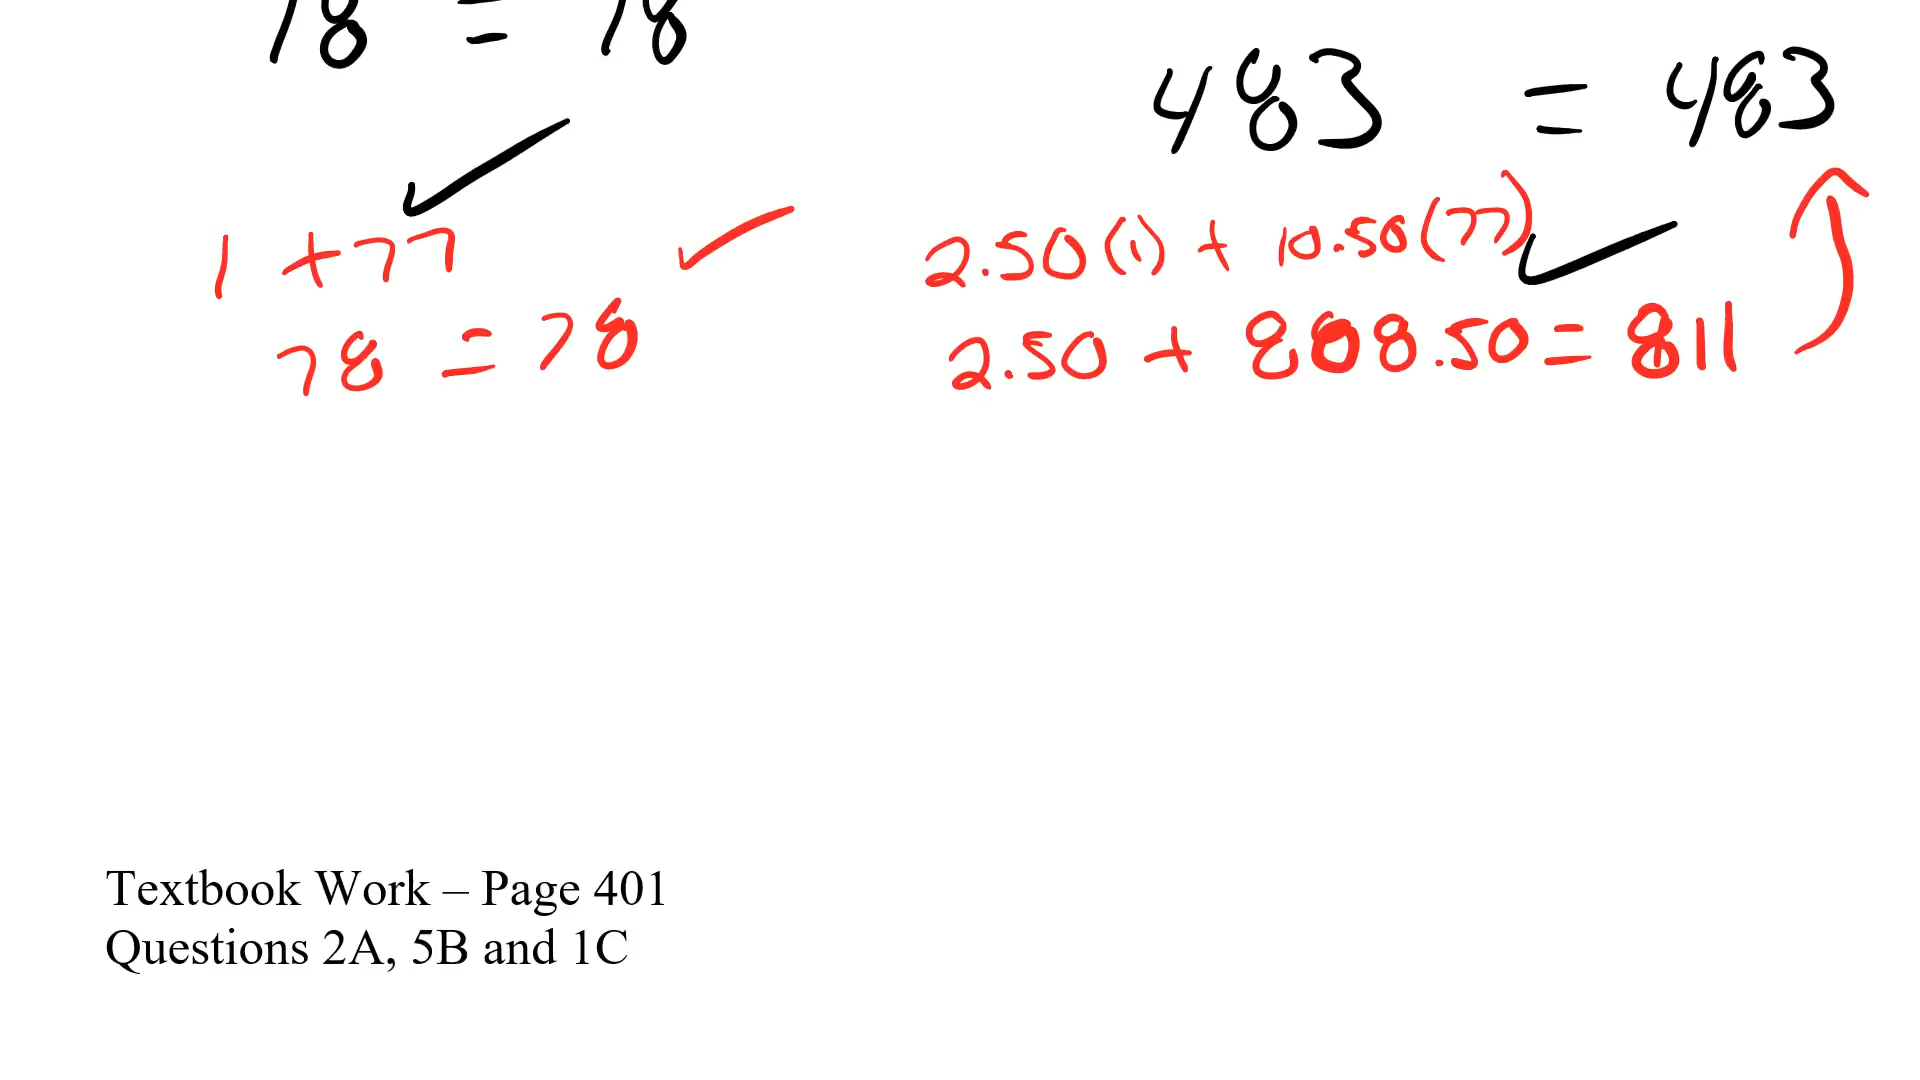 78 = 78
483 = 483
1 + 77
78 = 78
2.50(1) + 10.50(77)
2.50 + 808.50 = 811
Textbook Work – Page 401
Questions 2A, 5B and 1C